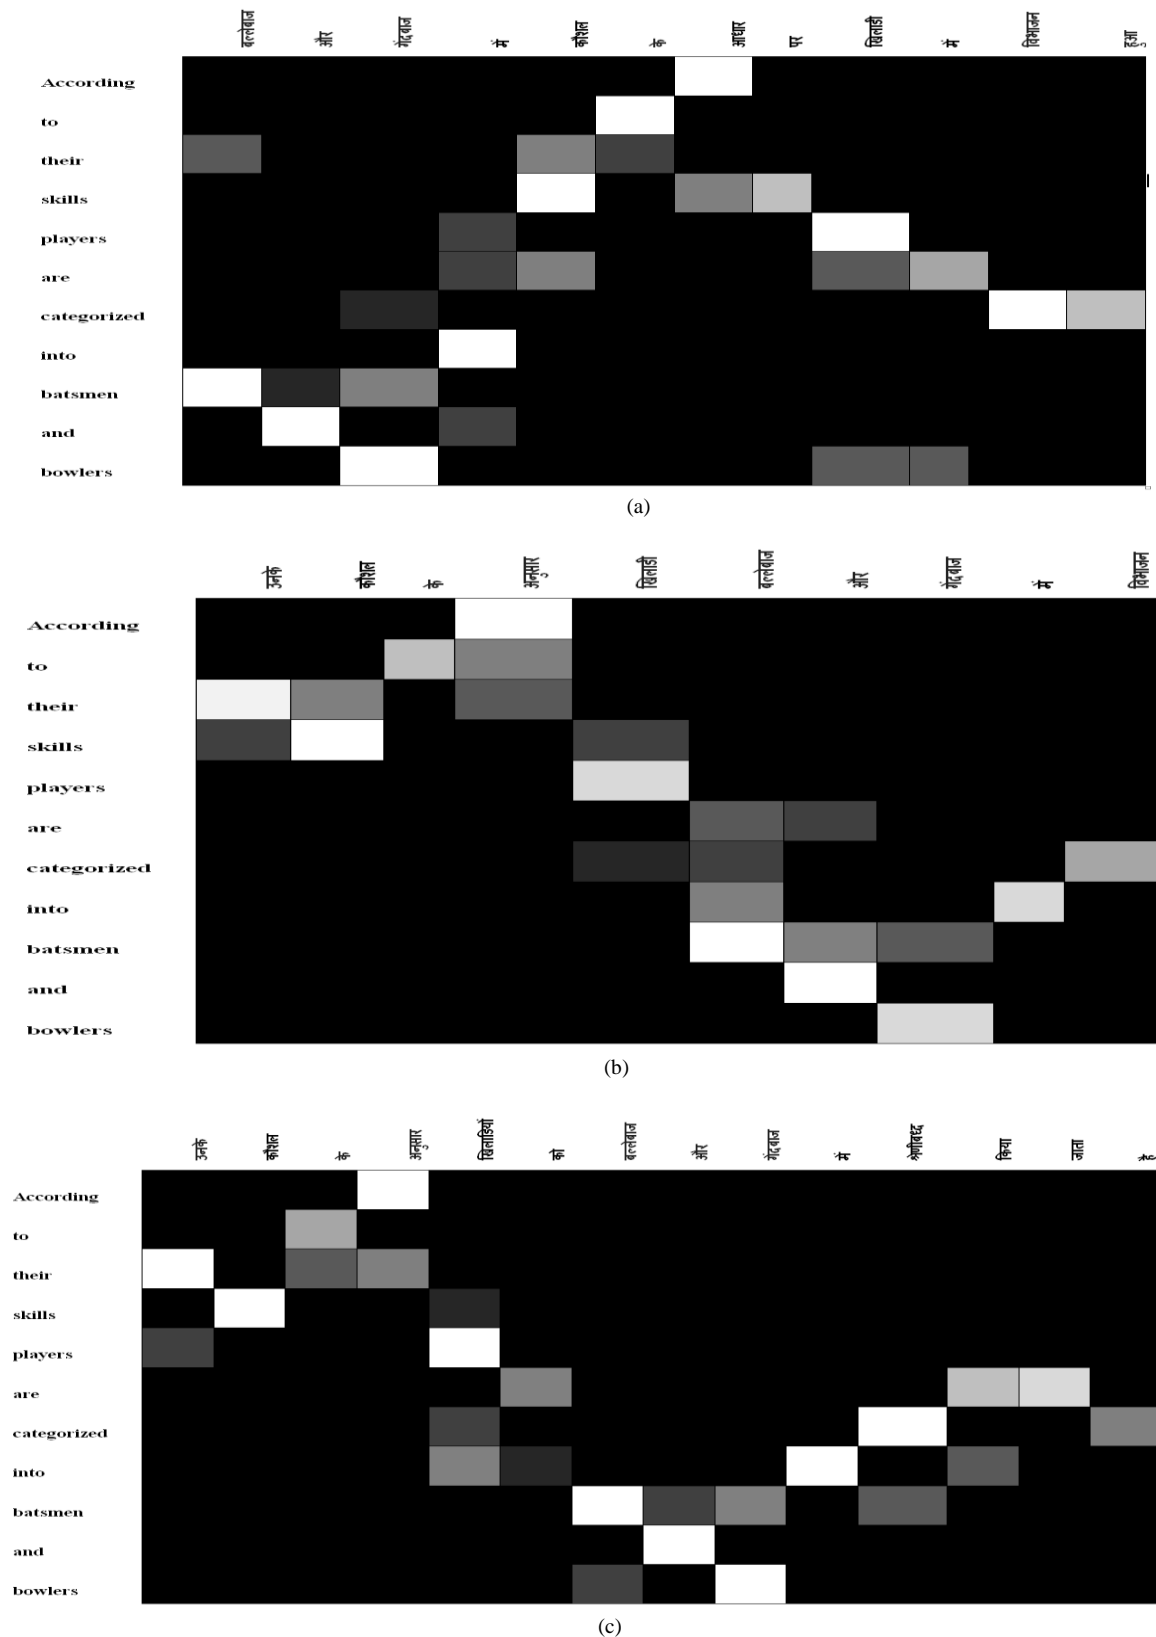 बल्लेबाज और गेंदबाज में कौशल के आधार पर खिलाडी में विभाजन हुआ
According
to
their
skills
players
are
categorized
into
batsmen
and
bowlers
(a)
उनके कौशल के अनुसार खिलाडी बल्लेबाज और गेंदबाज में विभाजन
According
to
their
skills
players
are
categorized
into
batsmen
and
bowlers
(b)
उनके कौशल के अनुसार खिलाडियों को बल्लेबाज और गेंदबाज में श्रेणीबध्द किया जाता है
According
to
their
skills
players
are
categorized
into
batsmen
and
bowlers
(c)